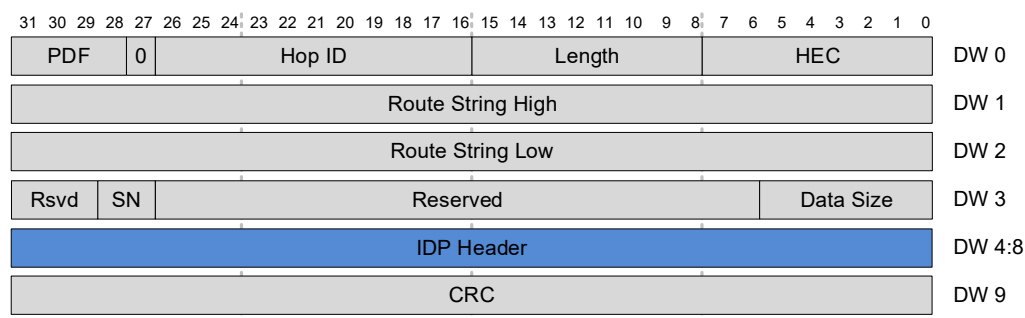 31 30 29 28 27 26 25 24 23 22 21 20 19 18 17 16 15 14 13 12 11 10 9 8 7 6 5 4 3 2 1 0
PDF 0 Hop ID Length HEC DW 0
Route String High DW 1
Route String Low DW 2
Rsvd SN Reserved Data Size DW 3
IDP Header DW 4:8
CRC DW 9